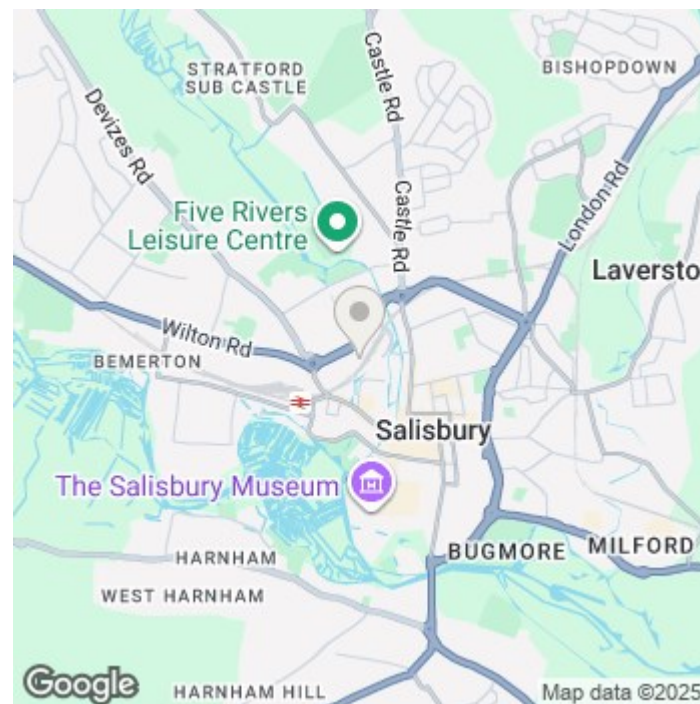 STRATFORD
SUB CASTLE
Castle Rd
BISHOPDOWN
Devizes Rd
London Rd
Castle Rd
Five Rivers
Leisure Centre
Laversto
Wilton Rd
BEMERTON
Salisbury
The Salisbury Museum
HARNHAM
BUGMORE
MILFORD
WEST HARNHAM
HARNHAM HILL
Google
Map data ©2025